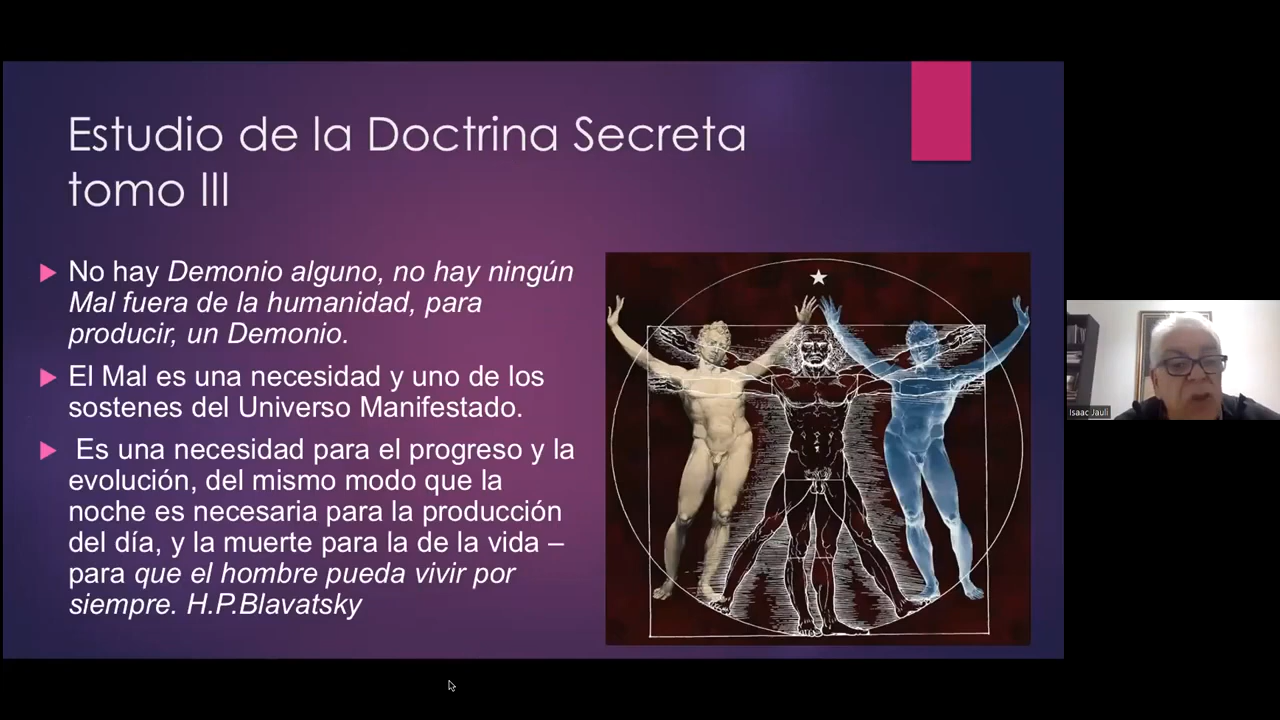 Estudio de la Doctrina Secreta
tomo III
No hay Demonio alguno, no hay ningún
Mal fuera de la humanidad, para
producir, un Demonio.
El Mal es una necesidad y uno de los
sostenes del Universo Manifestado.
Es una necesidad para el progreso y la
evolución, del mismo modo que la
noche es necesaria para la producción
del día, y la muerte para la de la vida –
para que el hombre pueda vivir por
siempre. H.P.Blavatsky
Isaac Jauli